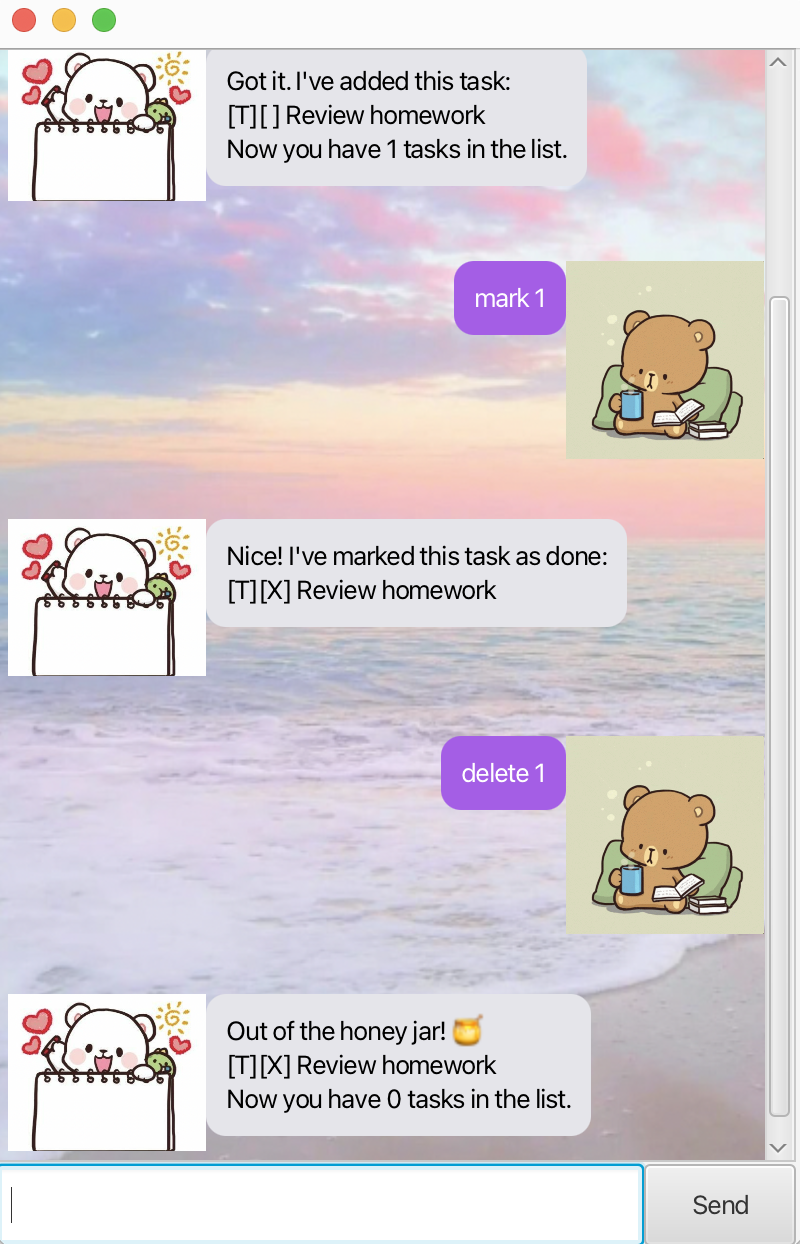 Got it. I've added this task:
[T][ ] Review homework
Now you have 1 tasks in the list.
mark 1
Nice! I've marked this task as done:
[T][X] Review homework
delete 1
Out of the honey jar! 🍯
[T][X] Review homework
Now you have 0 tasks in the list.
Send